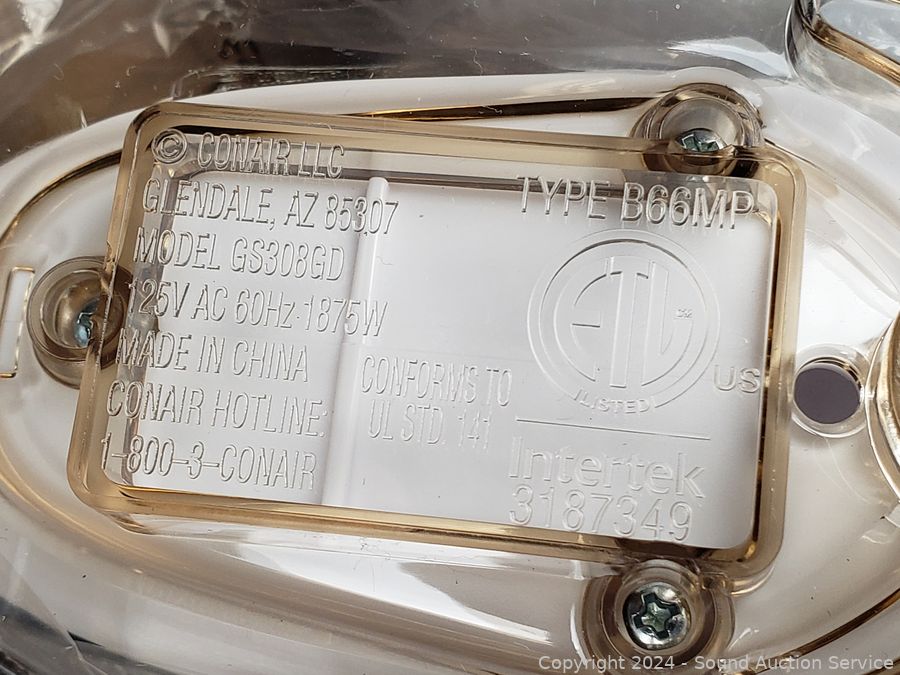 © CONAIR LLC
GLENDALE, AZ 85307
MODEL GS308GD
125V AC 60Hz 1875W
MADE IN CHINA
CONAIR HOTLINE:
1-800-3-CONAIR
CONFORMS TO
UL STD. 141
TYPE B66MP
ETL
CM
US
LISTED
Intertek
3187349
Copyright 2024 - Sound Auction Service